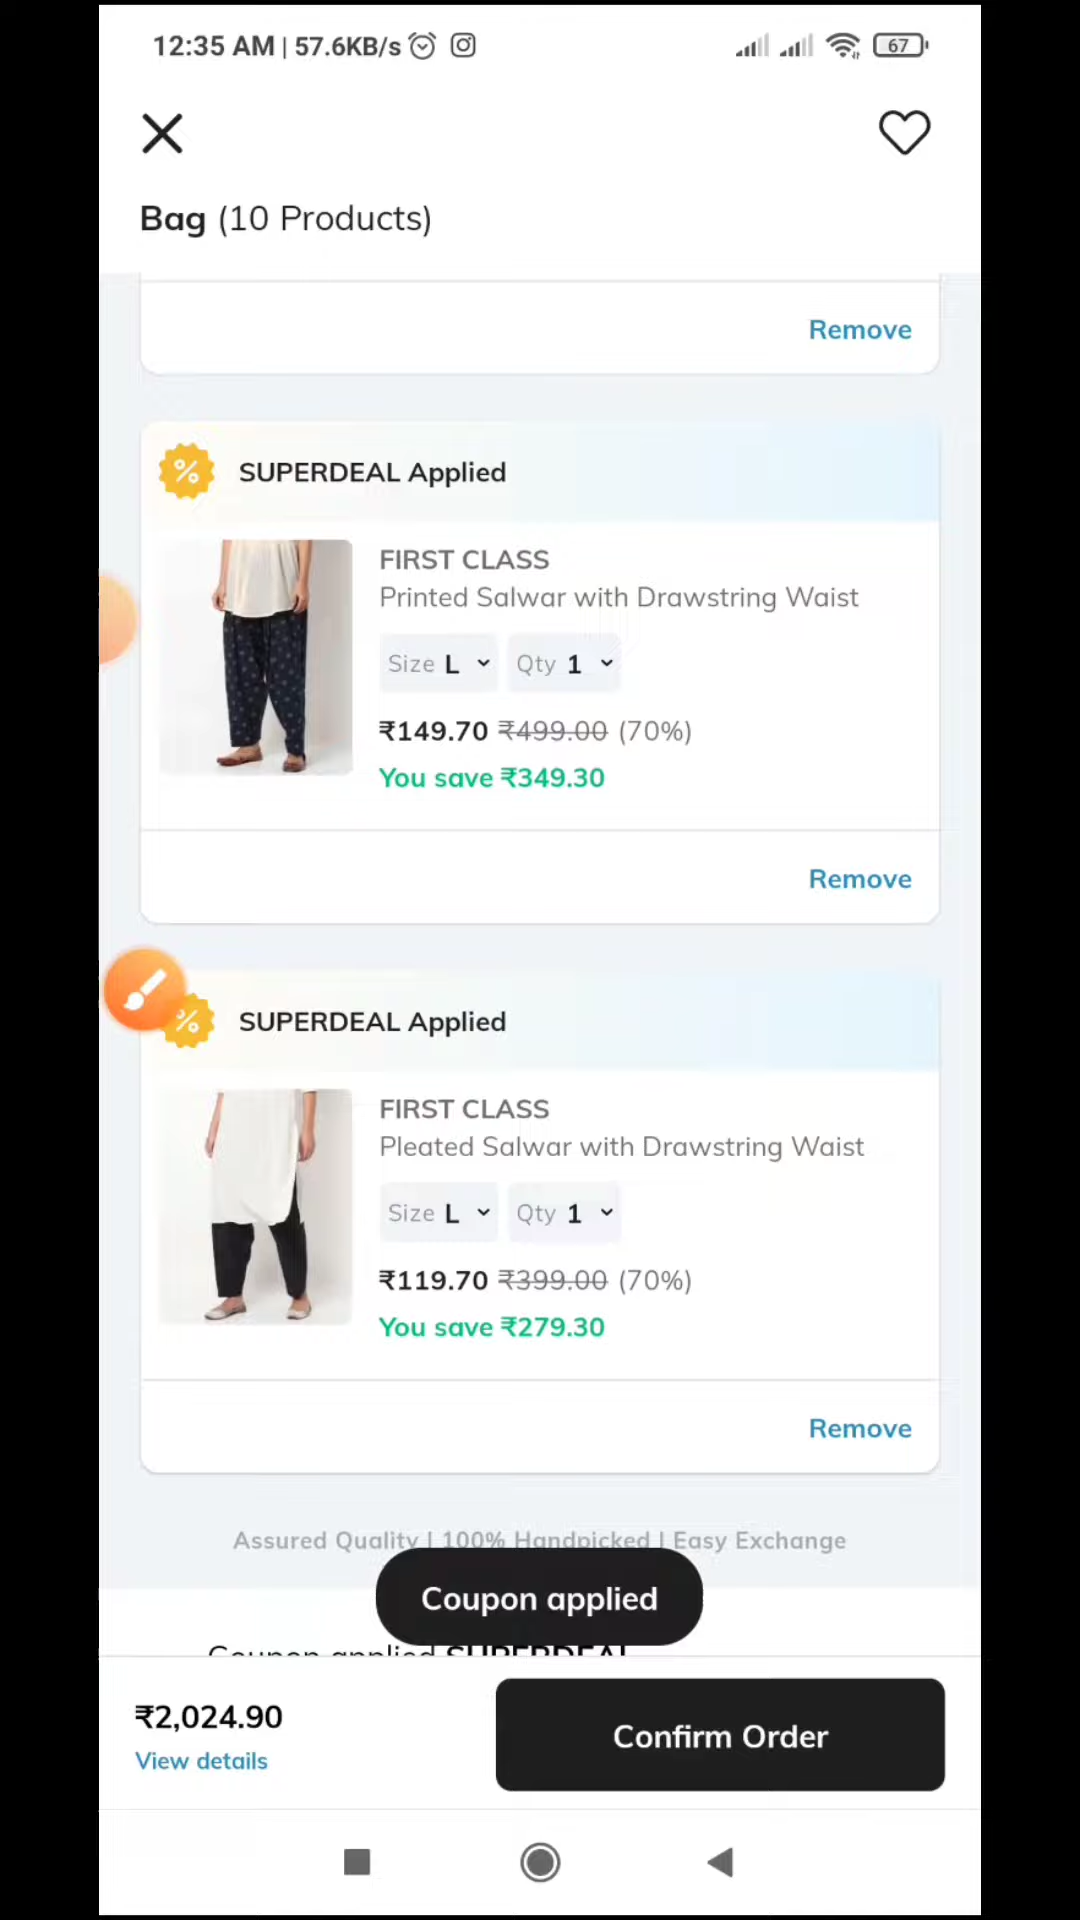 12:35 AM | 57.6KB/s
67
Bag (10 Products)
Remove
SUPERDEAL Applied
FIRST CLASS
Printed Salwar with Drawstring Waist
Size L Qty 1
₹149.70 ₹499.00 (70%)
You save ₹349.30
Remove
SUPERDEAL Applied
FIRST CLASS
Pleated Salwar with Drawstring Waist
Size L Qty 1
₹119.70 ₹399.00 (70%)
You save ₹279.30
Remove
Assured Quality | 100% Handpicked | Easy Exchange
Coupon applied
Coupon applied SUPERDEAL
₹2,024.90
Confirm Order
View details